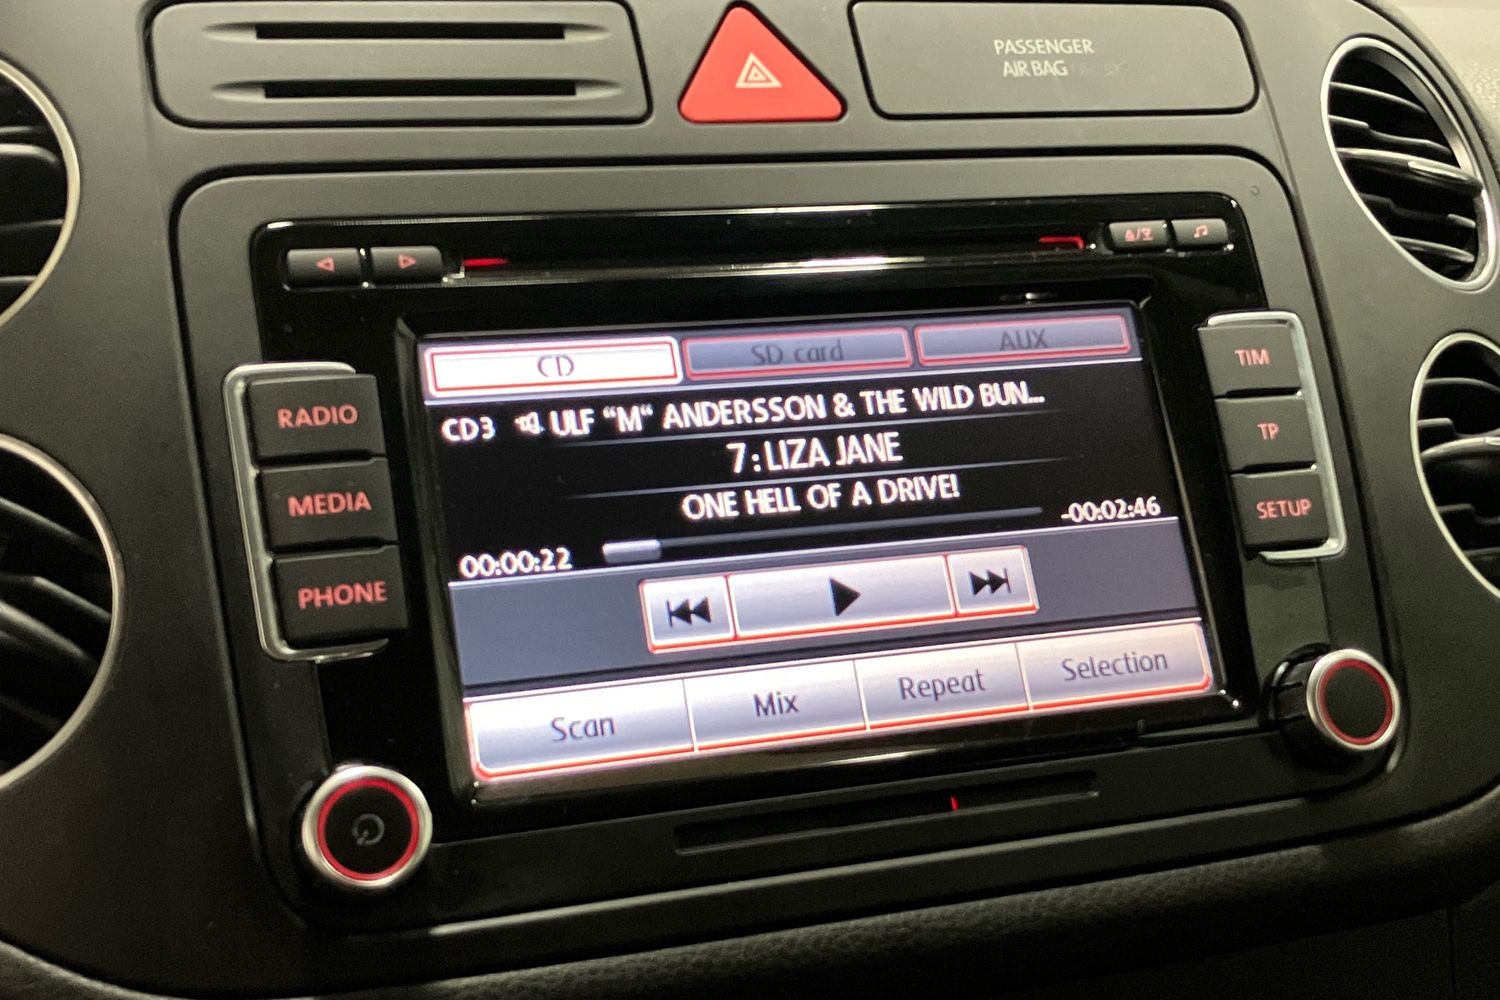 PASSENGER
AIR BAG
RADIO
MEDIA
PHONE
CD
SD card
AUX
CD3 ULF “M“ ANDERSSON & THE WILD BUN...
7:LIZA JANE
ONE HELL OF A DRIVE!
00:00:22
-00:02:46
Scan
Mix
Repeat
Selection
TIM
TP
SETUP